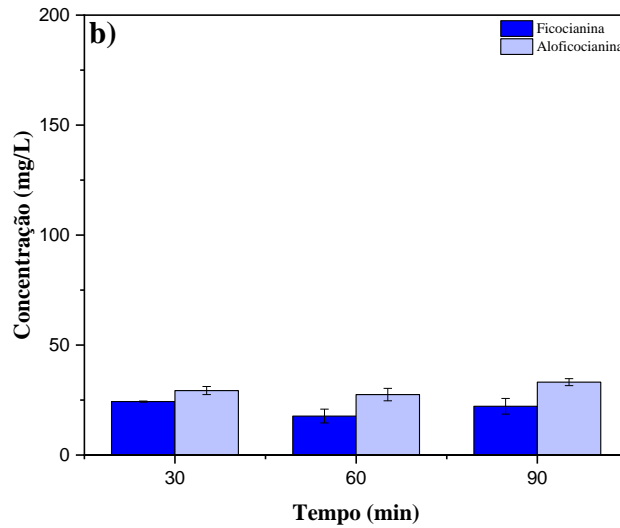 b)
Ficocianina
Aloficocianina
200
150
100
50
0
Concentração (mg/L)
30 60 90
Tempo (min)